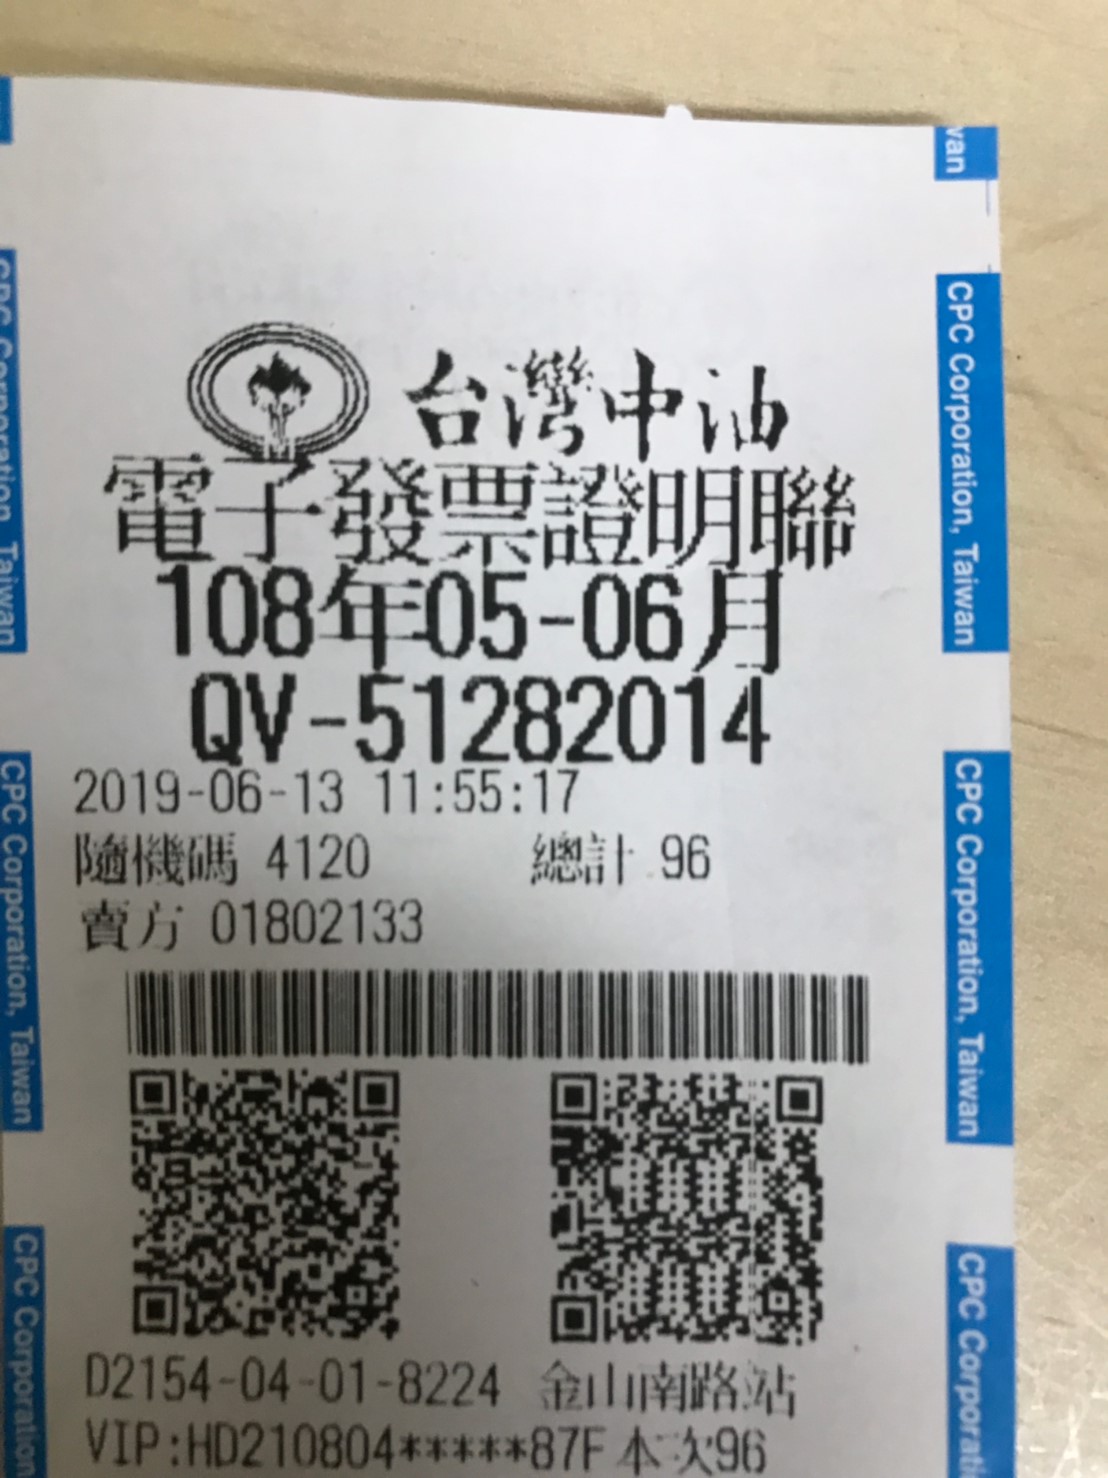 台灣中油
電子發票證明聯
108年05-06月
QV-51282014
2019-06-13 11:55:17
隨機碼 4120 總計 96
賣方 01802133
D2154-04-01-8224 金山南路站
VIP:HD210804*****87F 本次96
van
CPC Corporation, Taiwan
CPC Corporation, Taiwan
CPC Corporati
CPC Corporation, Taiwan
CPC Corporation, Taiwan
CPC Corporation